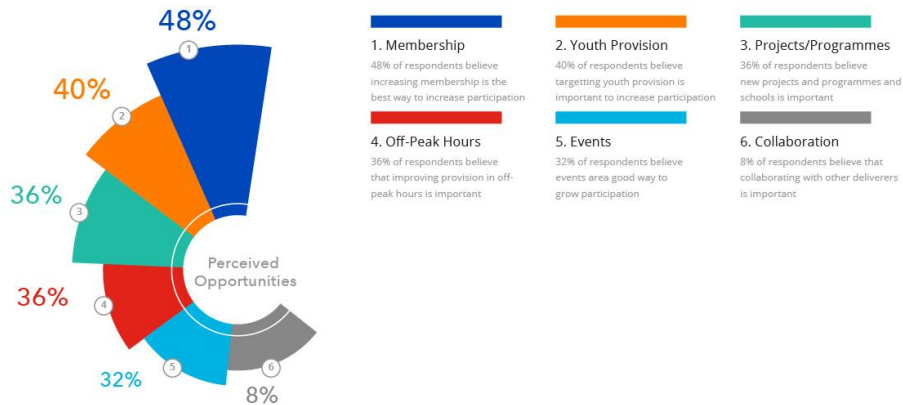 48%
1
40%
2
36%
3
36%
4
32%
5
8%
6
Perceived
Opportunities
1. Membership
48% of respondents believe
increasing membership is the
best way to increase participation
2. Youth Provision
40% of respondents believe
targetting youth provision is
important to increase participation
3. Projects/Programmes
36% of respondents believe
new projects and programmes and
schools is important
4. Off-Peak Hours
36% of respondents believe
that improving provision in off-
peak hours is important
5. Events
32% of respondents believe
events area good way to
grow participation
6. Collaboration
8% of respondents believe that
collaborating with other deliverers
is important